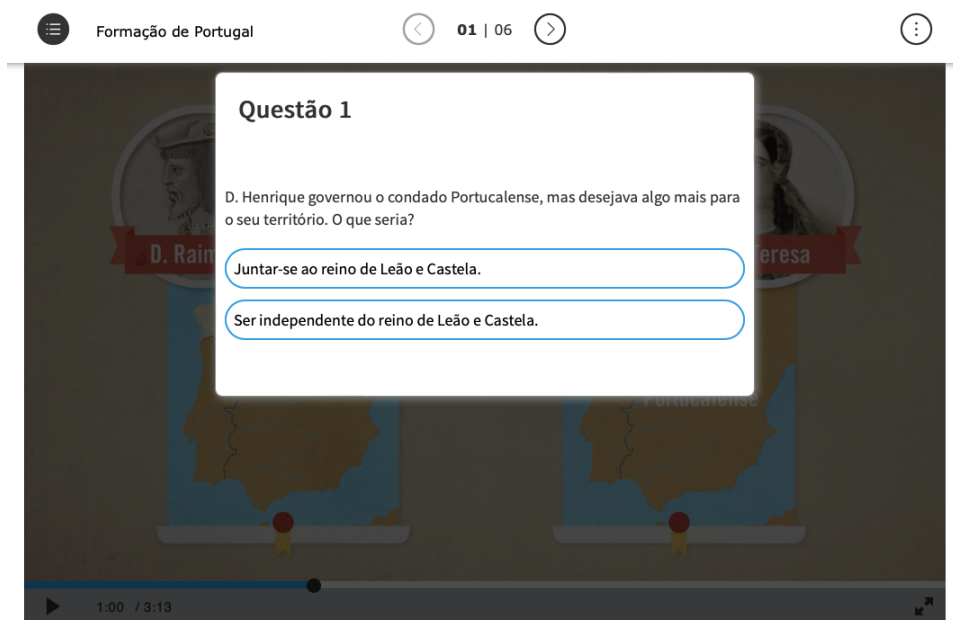 Formação de Portugal
01 | 06
Questão 1
D. Henrique governou o condado Portucalense, mas desejava algo mais para
o seu território. O que seria?
Juntar-se ao reino de Leão e Castela.
Ser independente do reino de Leão e Castela.
D. Raim
eresa
Portucalense
1:00 / 3:13